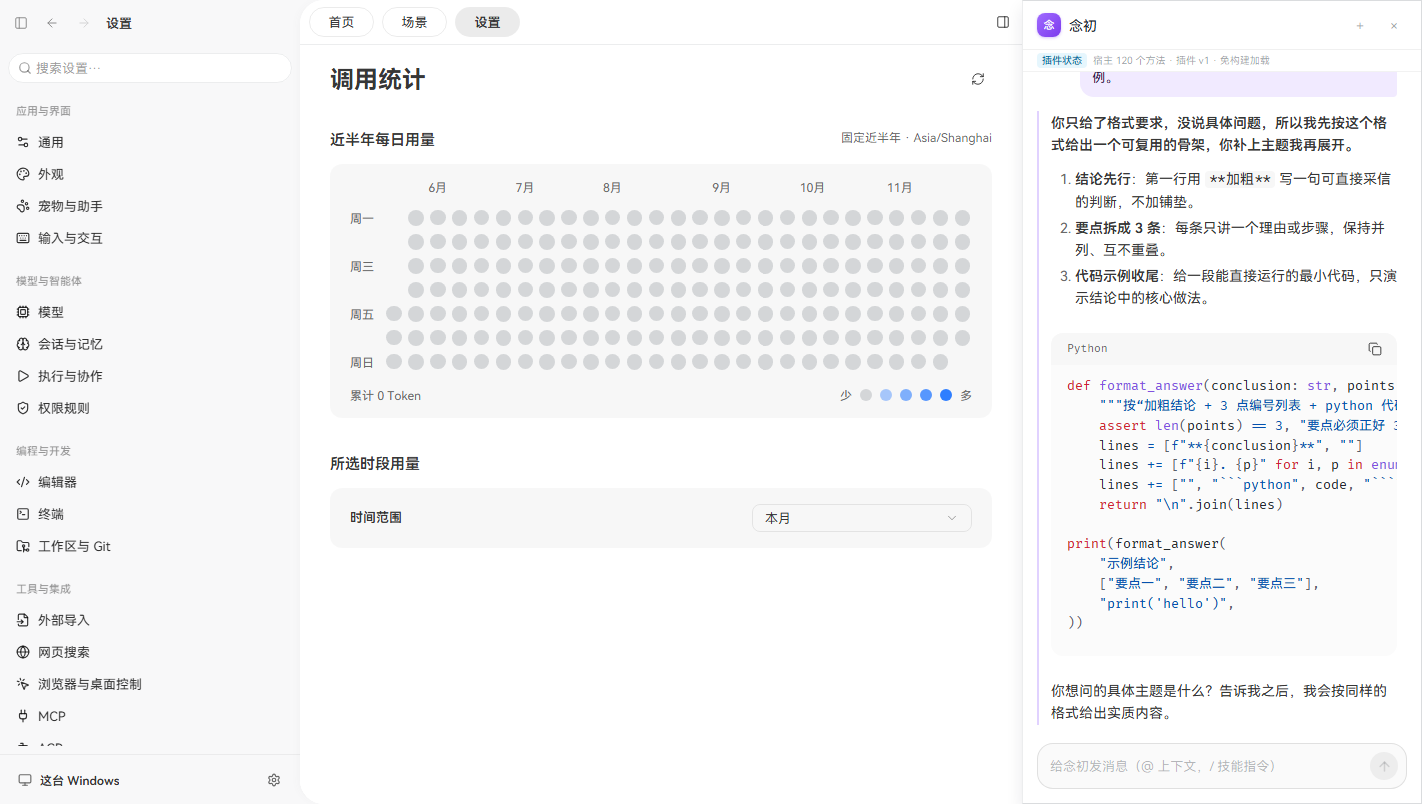 设置
搜索设置…
应用与界面
通用
外观
宠物与助手
输入与交互
模型与智能体
模型
会话与记忆
执行与协作
权限规则
编程与开发
编辑器
终端
工作区与 Git
工具与集成
外部导入
网页搜索
浏览器与桌面控制
MCP
这台 Windows
首页
场景
设置
调用统计
近半年每日用量
固定近半年 · Asia/Shanghai
6月
7月
8月
9月
10月
11月
周一
周三
周五
周日
累计 0 Token
少
多
所选时段用量
时间范围
本月
念
念初
插件状态
宿主 120 个方法 · 插件 v1 · 免构建加载
例。
你只给了格式要求，没说具体问题，所以我先按这个格
式给出一个可复用的骨架，你补上主题我再展开。
1. 结论先行：第一行用 **加粗** 写一句可直接采信
的判断，不加铺垫。
2. 要点拆成 3 条：每条只讲一个理由或步骤，保持并
列、互不重叠。
3. 代码示例收尾：给一段能直接运行的最小代码，只演
示结论中的核心做法。
Python
def format_answer(conclusion: str, points
"""按“加粗结论 + 3 点编号列表 + python 代
assert len(points) == 3, "要点必须正好
lines = [f"**{conclusion}**", ""]
lines += [f"{i}. {p}" for i, p in enum
lines += ["", "```python", code, "```
return "\n".join(lines)
print(format_answer(
"示例结论",
["要点一", "要点二", "要点三"],
"print('hello')",
))
你想问的具体主题是什么？告诉我之后，我会按同样的
格式给出实质内容。
给念初发消息（@ 上下文，/ 技能指令）